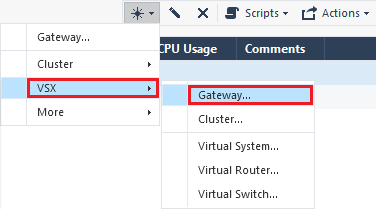 Scripts Actions
CPU Usage Comments
Gateway...
Cluster
VSX
More
Gateway...
Cluster...
Virtual System...
Virtual Router...
Virtual Switch...